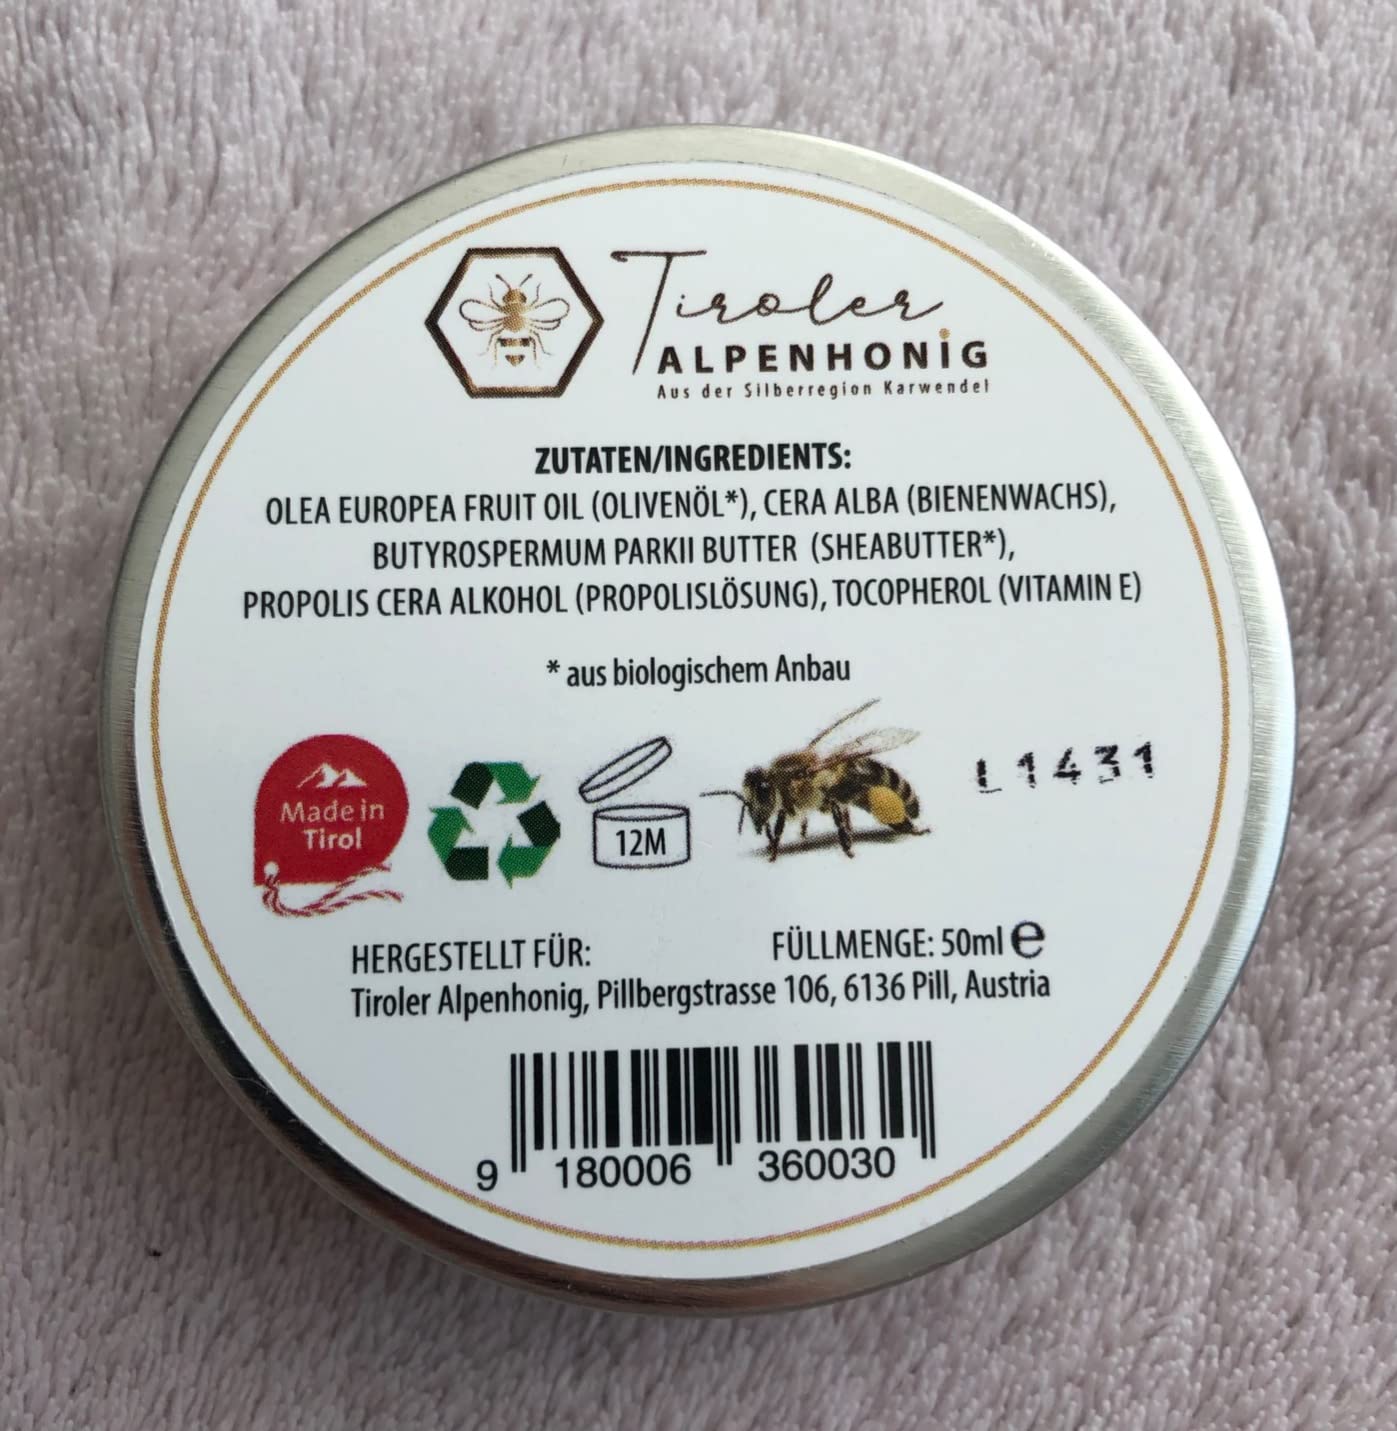 Tiroler
ALPENHONIG
Aus der Silberregion Karwendel
ZUTATEN/INGREDIENTS:
OLEA EUROPEA FRUIT OIL (OLIVENÖL*), CERA ALBA (BIENENWACHS),
BUTYROSPERMUM PARKII BUTTER (SHEABUTTER*),
PROPOLIS CERA ALKOHOL (PROPOLISLÖSUNG), TOCOPHEROL (VITAMIN E)
* aus biologischem Anbau
Made in
Tirol
12M
L1431
HERGESTELLT FÜR: FÜLLMENGE: 50ml ℮
Tiroler Alpenhonig, Pillbergstrasse 106, 6136 Pill, Austria
9 180006 360030